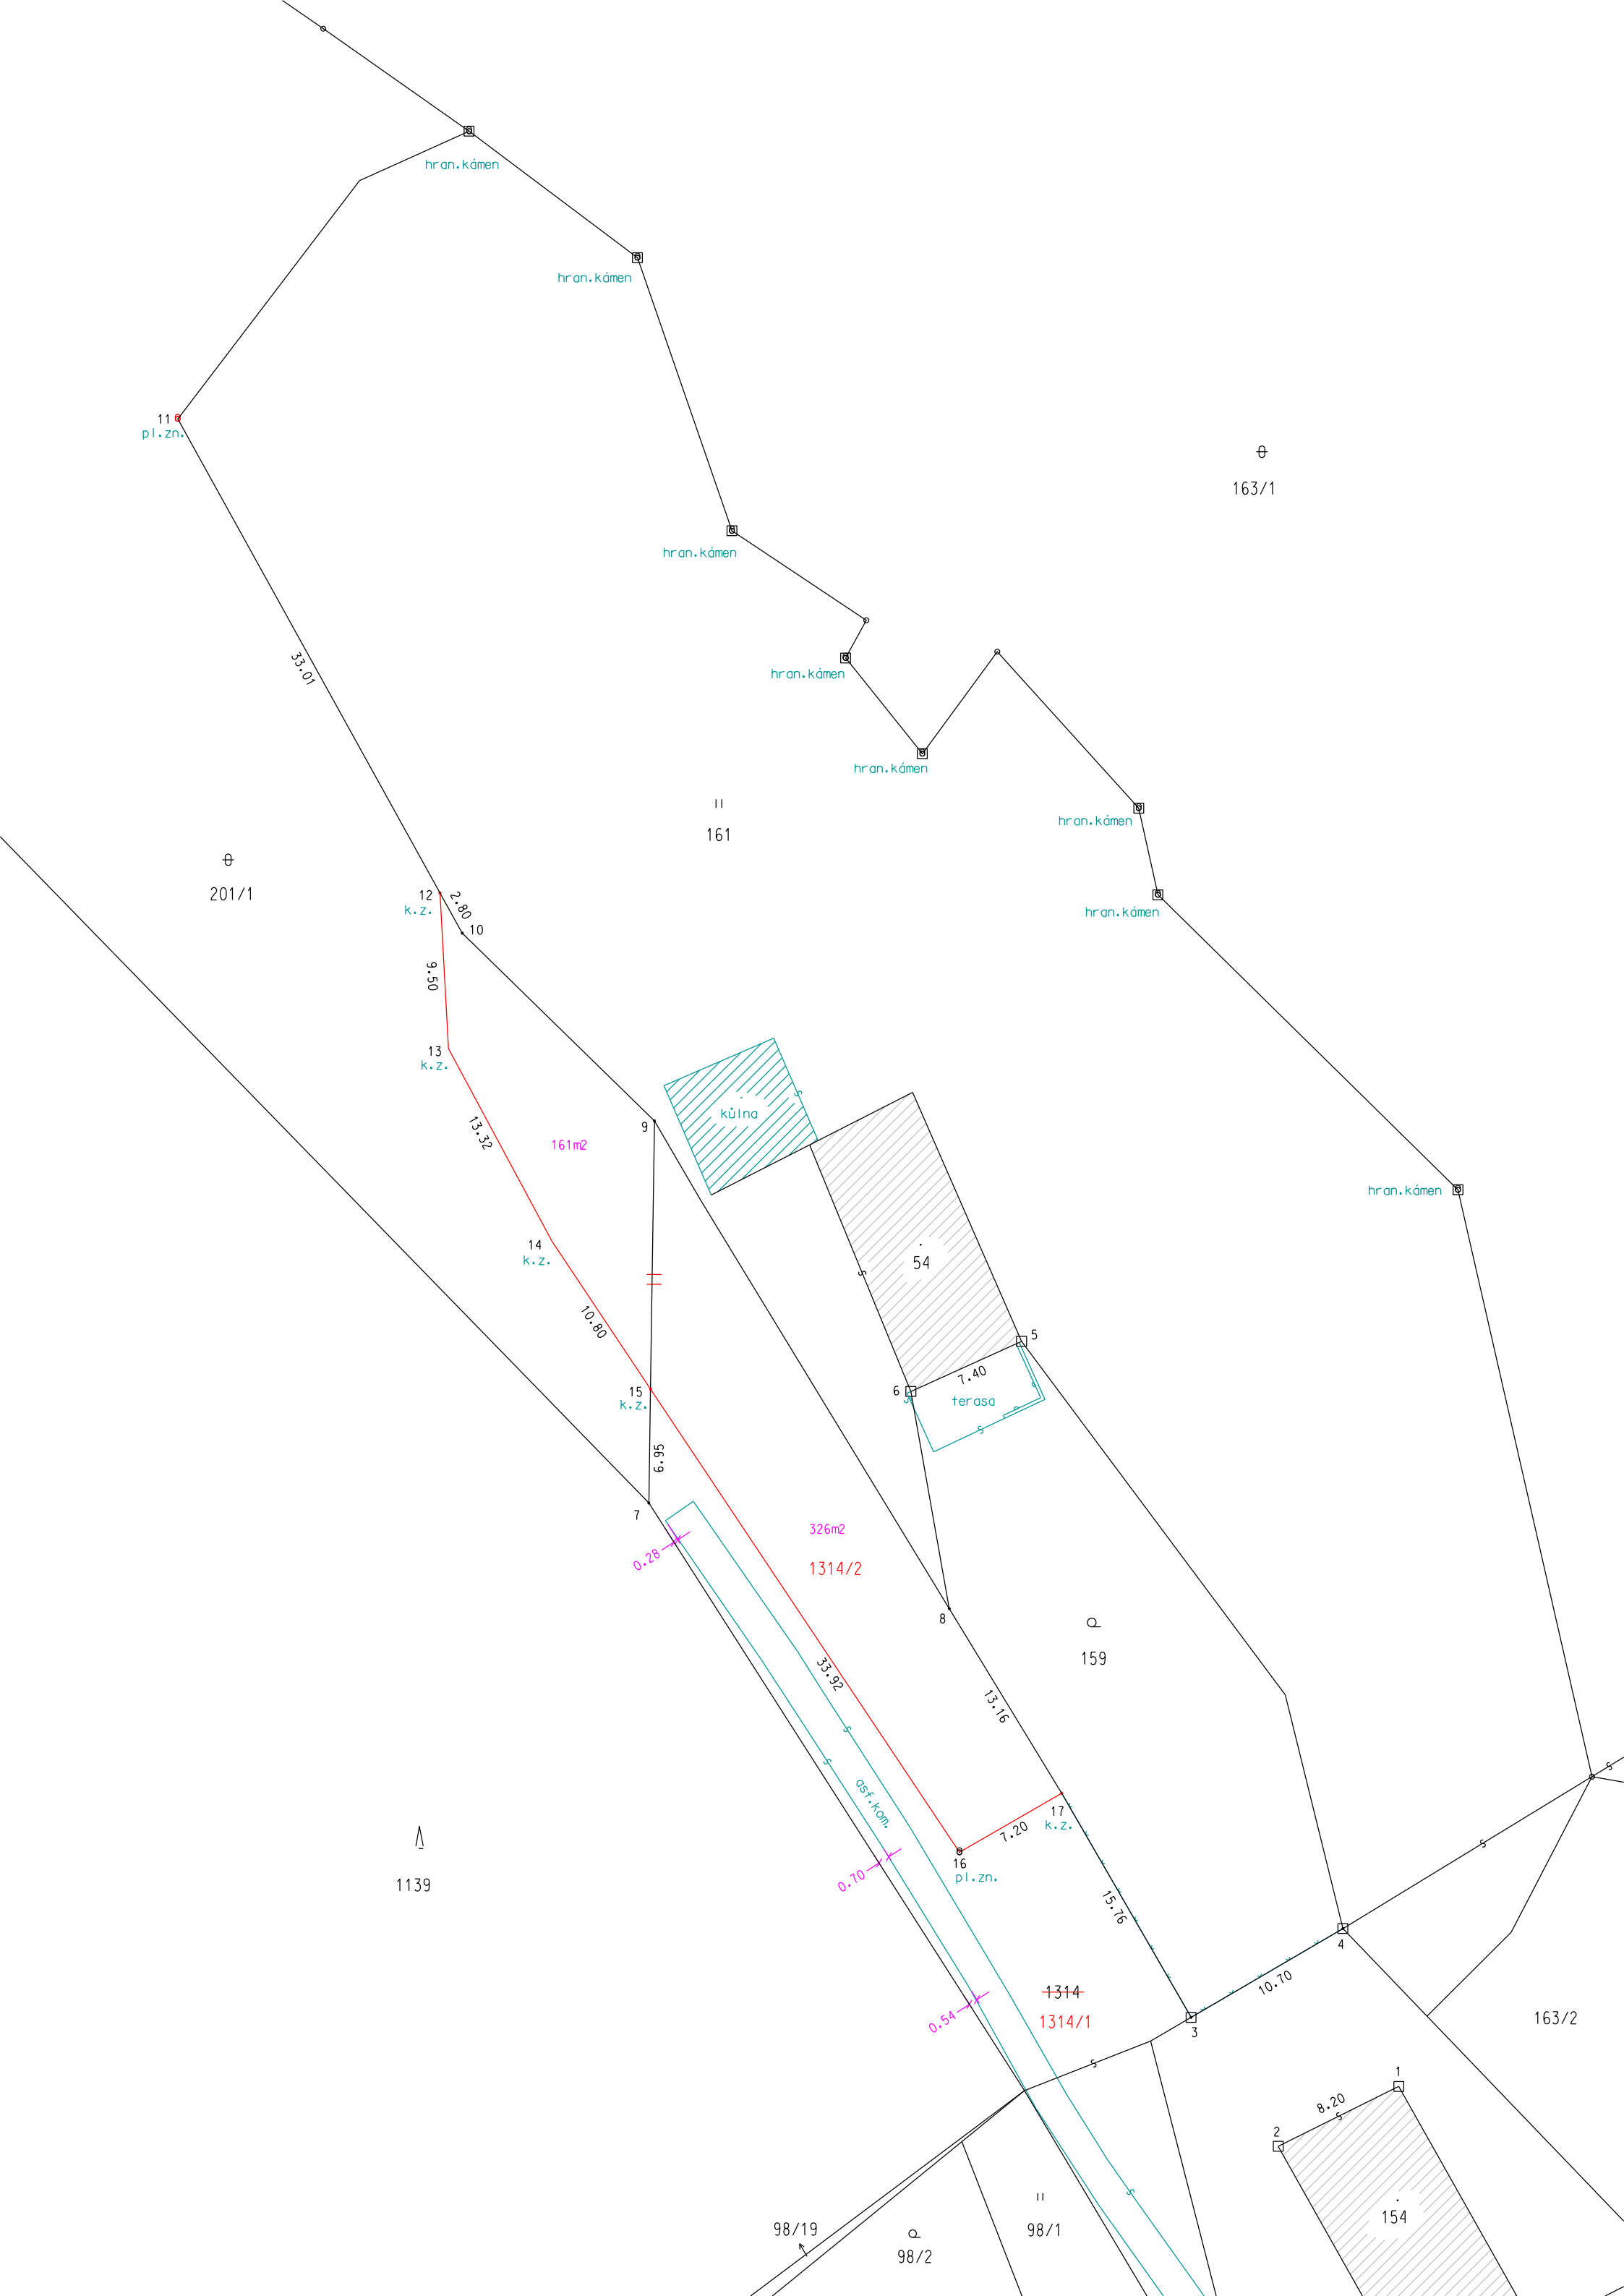 hran.kámen
hran.kámen
11
pl.zn.
163/1
hran.kámen
33.01
hran.kámen
hran.kámen
161
hran.kámen
201/1
12
k.z.
2.80
10
hran.kámen
9.50
13
k.z.
kůlna
9
13.32
161m2
hran.kámen
14
k.z.
54
10.80
5
7.40
6
terasa
15
k.z.
6.95
7
0.28
326m2
1314/2
8
159
33.92
13.16
asf.kom.
17
k.z.
7.20
16
pl.zn.
0.70
1139
15.76
4
10.70
1314
1314/1
0.54
3
163/2
1
8.20
2
154
98/19
98/1
98/2